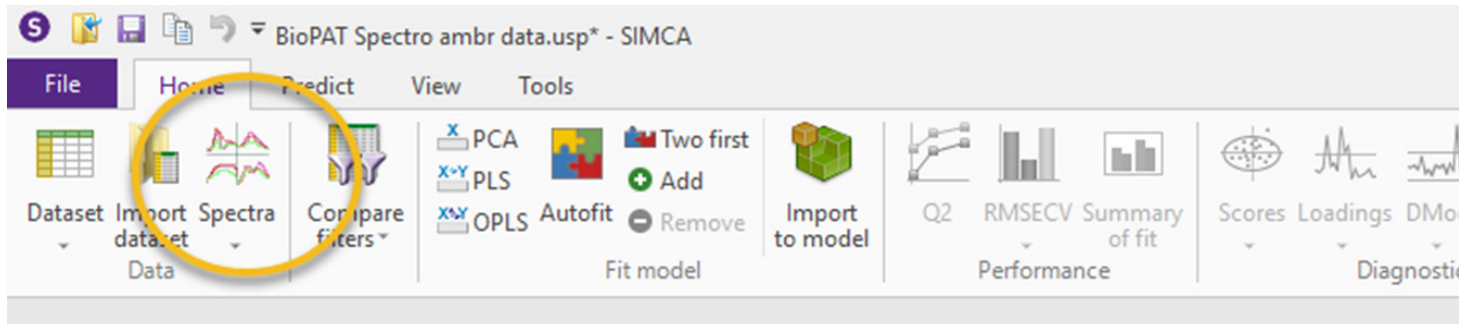 S
BioPAT Spectro ambr data.usp* - SIMCA
File Home Predict View Tools
Dataset
Import dataset
Spectra
Data
Compare filters
X PCA
X÷Y PLS
X%Y OPLS
Autofit
Two first
Add
Remove
Fit model
Import to model
Q2
RMSECV
Summary of fit
Performance
Scores
Loadings
DMo
Diagnosti